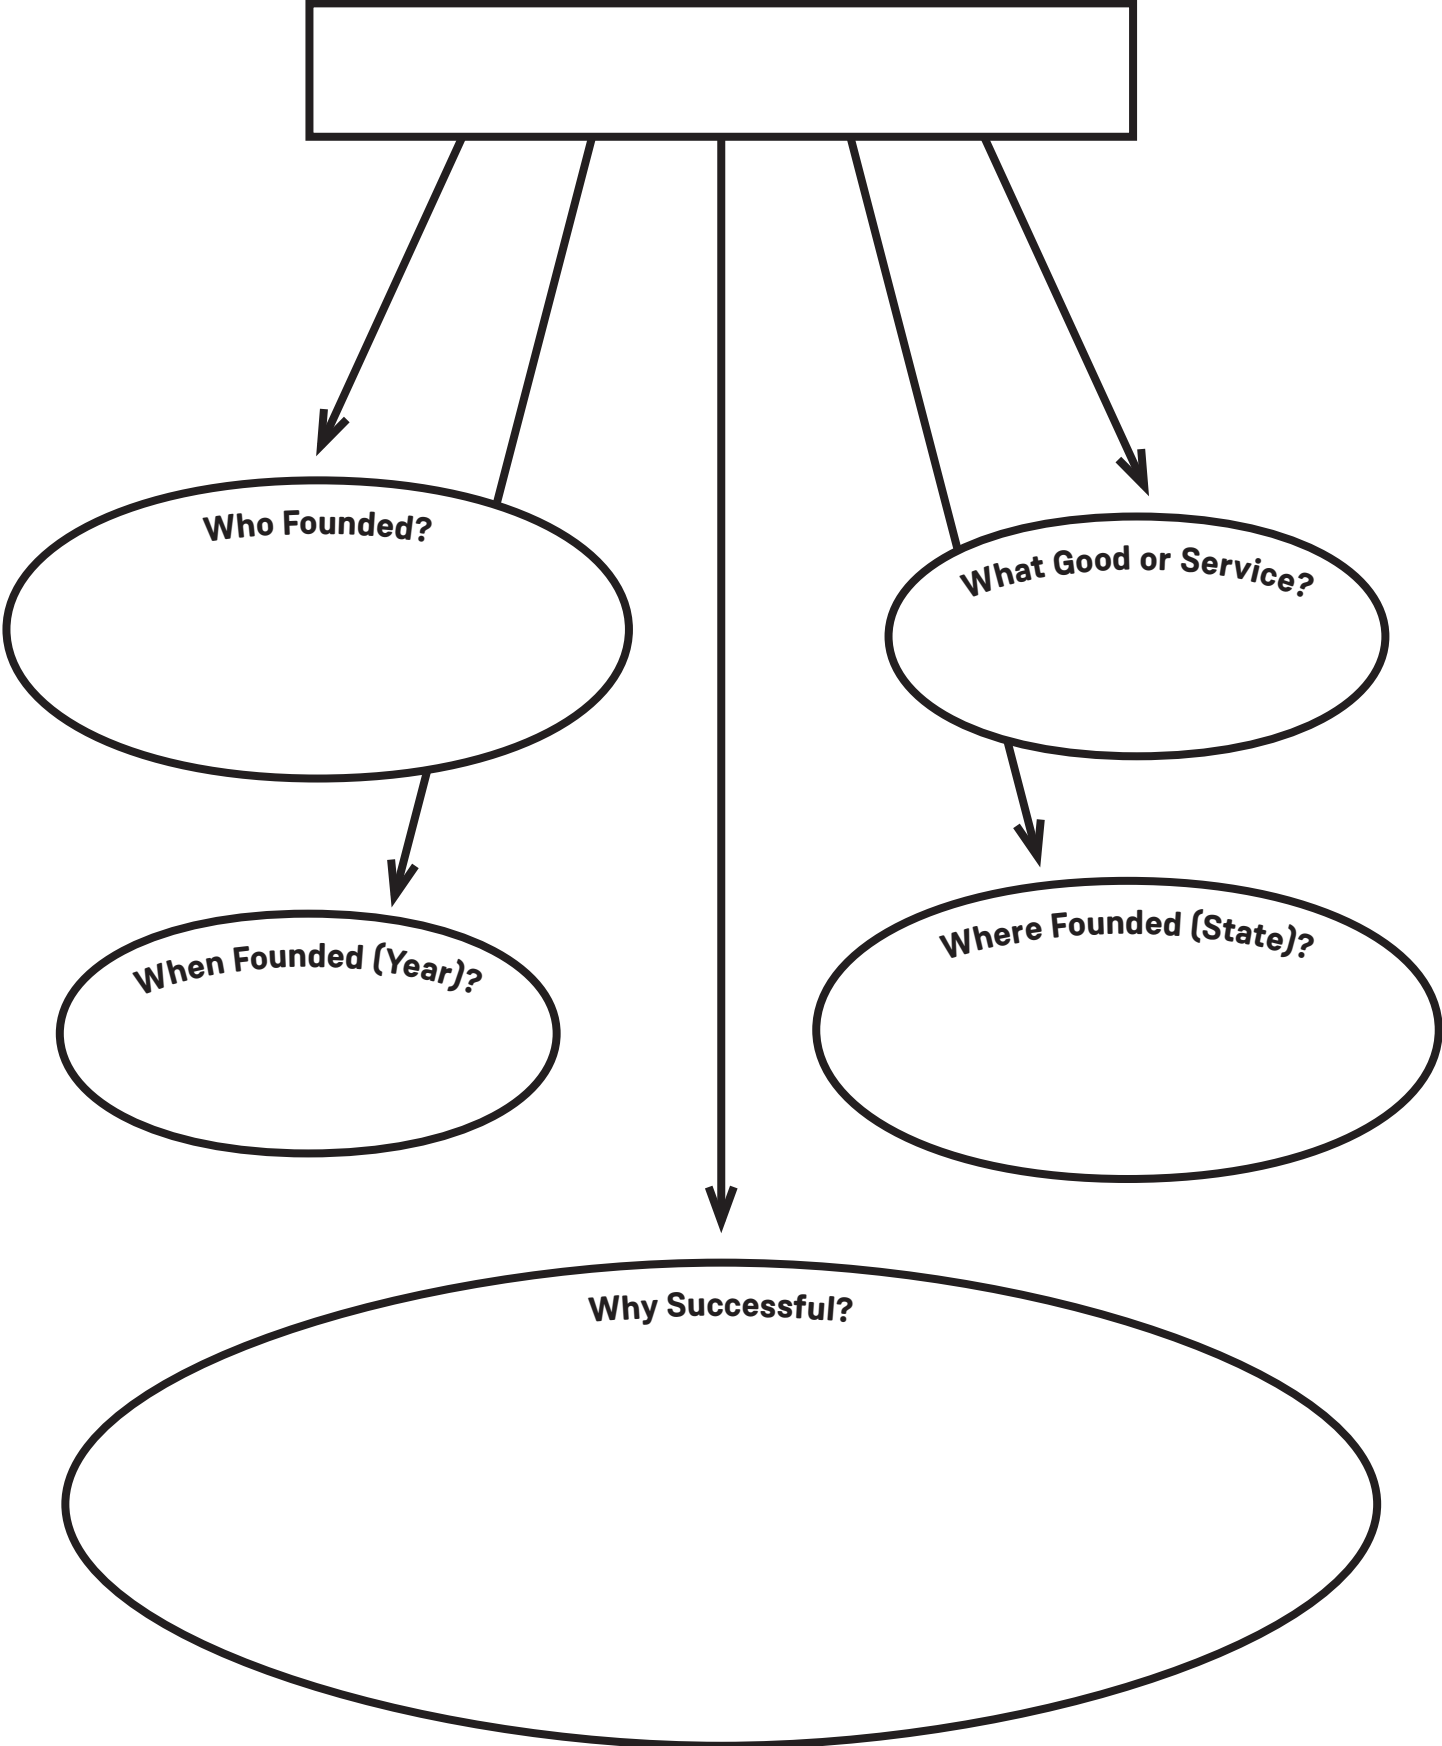 Who Founded?
What Good or Service?
When Founded (Year)?
Where Founded (State)?
Why Successful?